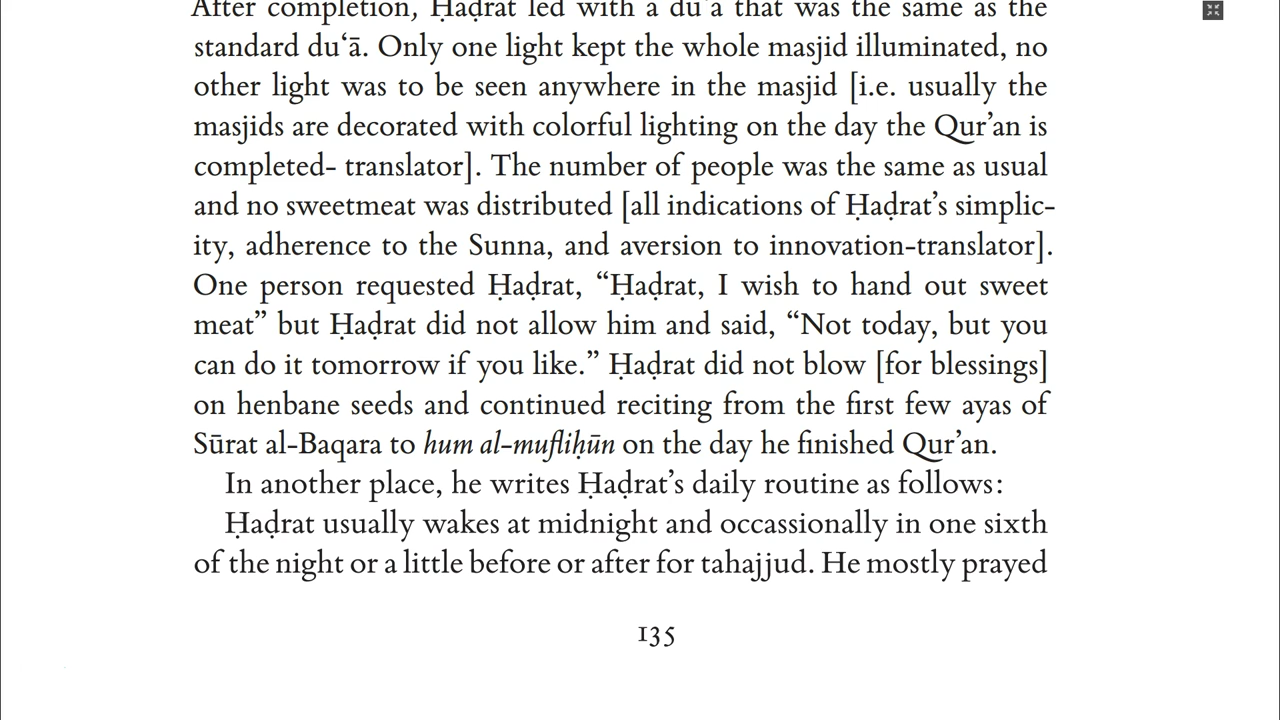 After completion, Ḥaḍrat led with a du‘ā that was the same as the
standard du‘ā. Only one light kept the whole masjid illuminated, no
other light was to be seen anywhere in the masjid [i.e. usually the
masjids are decorated with colorful lighting on the day the Qur’an is
completed- translator]. The number of people was the same as usual
and no sweetmeat was distributed [all indications of Ḥaḍrat’s simplic-
ity, adherence to the Sunna, and aversion to innovation-translator].
One person requested Ḥaḍrat, “Ḥaḍrat, I wish to hand out sweet
meat” but Ḥaḍrat did not allow him and said, “Not today, but you
can do it tomorrow if you like.” Ḥaḍrat did not blow [for blessings]
on henbane seeds and continued reciting from the first few ayas of
Sūrat al-Baqara to hum al-mufliḥūn on the day he finished Qur’an.
In another place, he writes Ḥaḍrat’s daily routine as follows:
Ḥaḍrat usually wakes at midnight and occassionally in one sixth
of the night or a little before or after for tahajjud. He mostly prayed
135